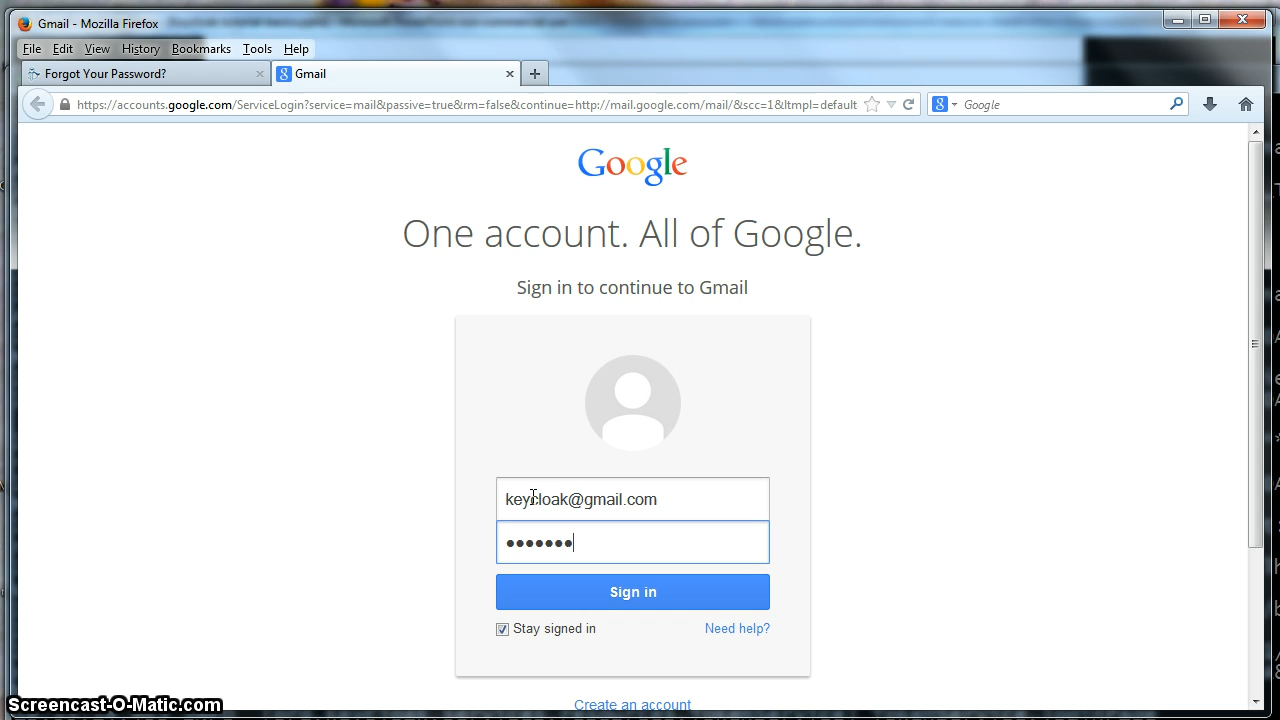 Gmail - Mozilla Firefox
File Edit View History Bookmarks Tools Help
Forgot Your Password?
Gmail
https://accounts.google.com/ServiceLogin?service=mail&passive=true&rm=false&continue=http://mail.google.com/mail/&scc=1&ltmpl=default
Google
Google
One account. All of Google.
Sign in to continue to Gmail
keycloak@gmail.com
•••••••
Sign in
Stay signed in
Need help?
Create an account
Screencast-O-Matic.com